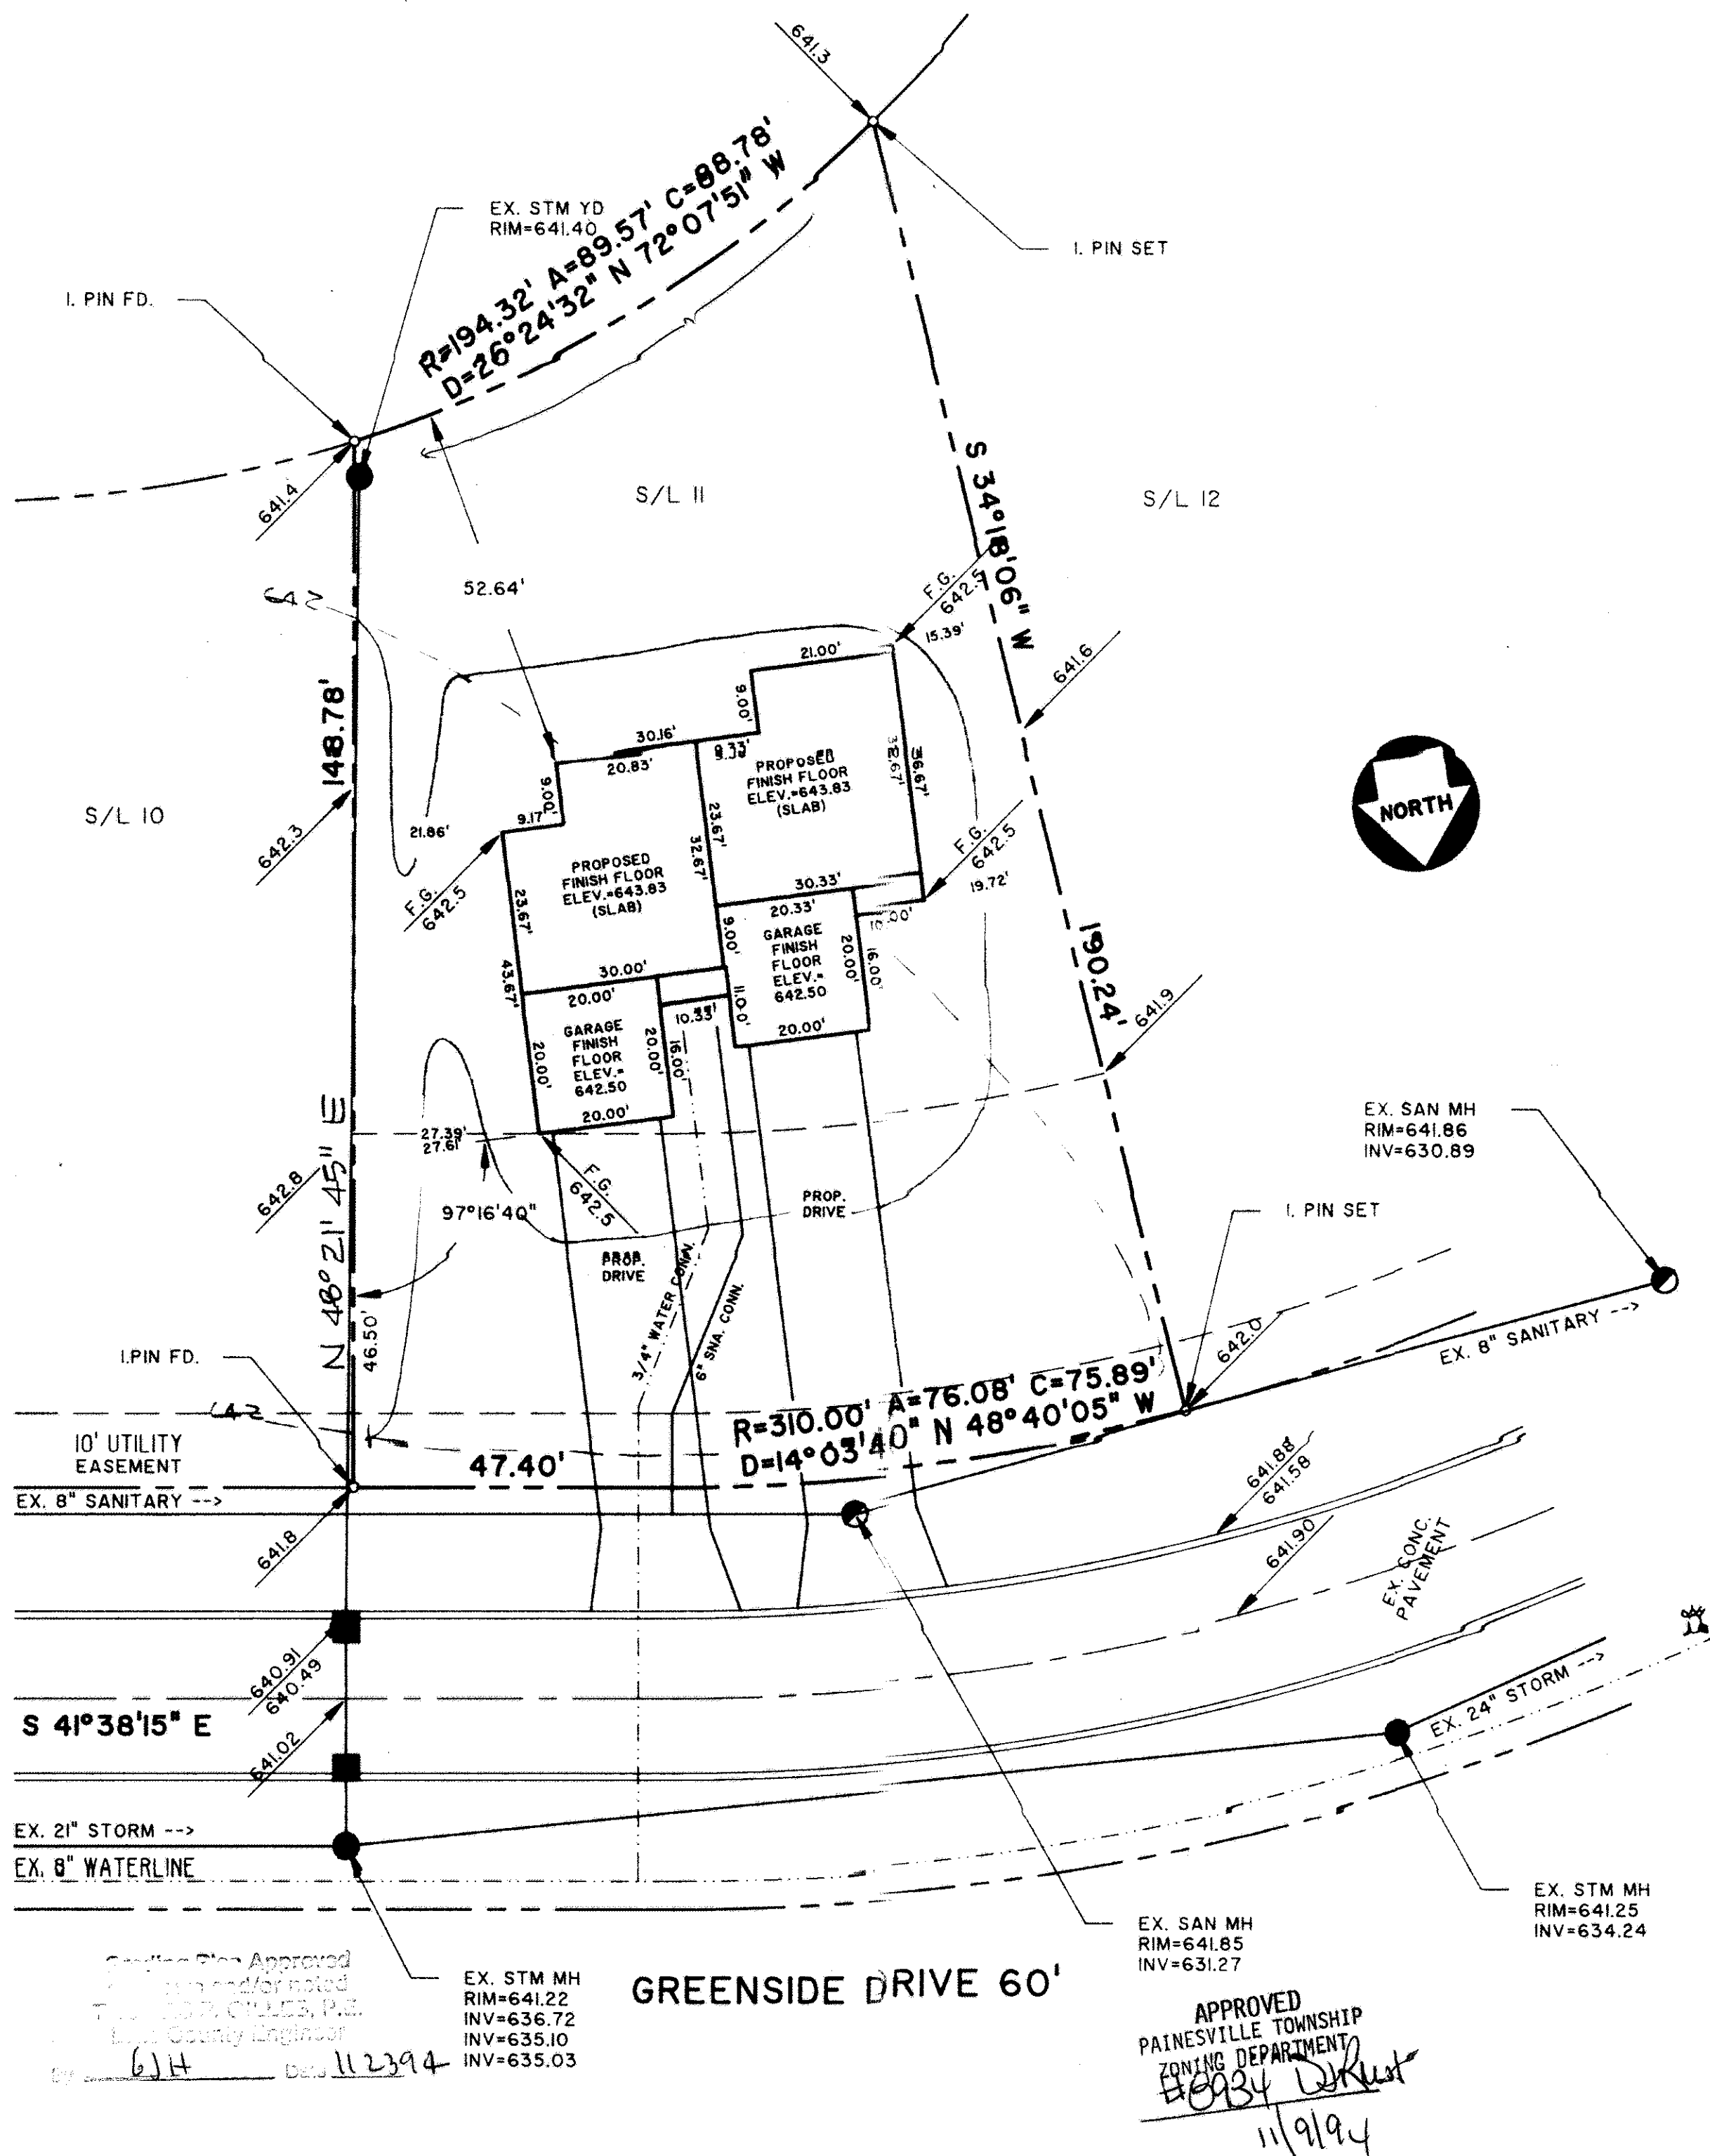 641.3
R=194.32' A=89.57' C=88.78'
D=26°24'32" N 72°07'51" W
EX. STM YD
RIM=641.40
I. PIN SET
I. PIN FD.
641.4
S/L 11
S/L 12
S 34°18'06" W
642
52.64'
F.G.
642.5
15.39'
21.00'
641.6
148.78'
9.00'
30.16'
9.33'
20.83'
PROPOSED
FINISH FLOOR
ELEV.=643.83
(SLAB)
32.67'
36.67'
NORTH
S/L 10
642.3
21.86'
9.17'
9.00'
23.67'
32.67'
F.G.
642.5
PROPOSED
FINISH FLOOR
ELEV.=643.83
(SLAB)
F.G.
642.5
19.72'
30.33'
20.33'
10.00'
23.67'
43.67'
9.00'
GARAGE
FINISH
FLOOR
ELEV.=
642.50
20.00'
16.00'
190.24'
641.9
30.00'
20.00'
11.00'
10.33'
20.00'
GARAGE
FINISH
FLOOR
ELEV.=
642.50
20.00'
20.00'
16.00'
20.00'
EX. SAN MH
RIM=641.86
INV=630.89
27.39'
27.61'
N 48° 21' 45" E
642.8
97°16'40"
F.G.
642.5
PROP.
DRIVE
PROP.
DRIVE
I. PIN SET
3/4" WATER CONN.
6" SNA. CONN.
46.50'
I.PIN FD.
642.0
EX. 8" SANITARY -->
642
10' UTILITY
EASEMENT
47.40'
R=310.00' A=76.08' C=75.89'
D=14°03'40" N 48°40'05" W
EX. 8" SANITARY -->
641.8
641.88'
641.58
641.90
EX. CONC.
PAVEMENT
640.91
640.49
S 41°38'15" E
641.02
EX. 24" STORM -->
EX. 21" STORM -->
EX. 8" WATERLINE
EX. STM MH
RIM=641.25
INV=634.24
EX. SAN MH
RIM=641.85
INV=631.27
EX. STM MH
RIM=641.22
INV=636.72
INV=635.10
INV=635.03
GREENSIDE DRIVE 60'
Plan Approved
and/or noted
P.E.
County Engineer
By GJH Date 112394
APPROVED
PAINESVILLE TOWNSHIP
ZONING DEPARTMENT
11/9/94